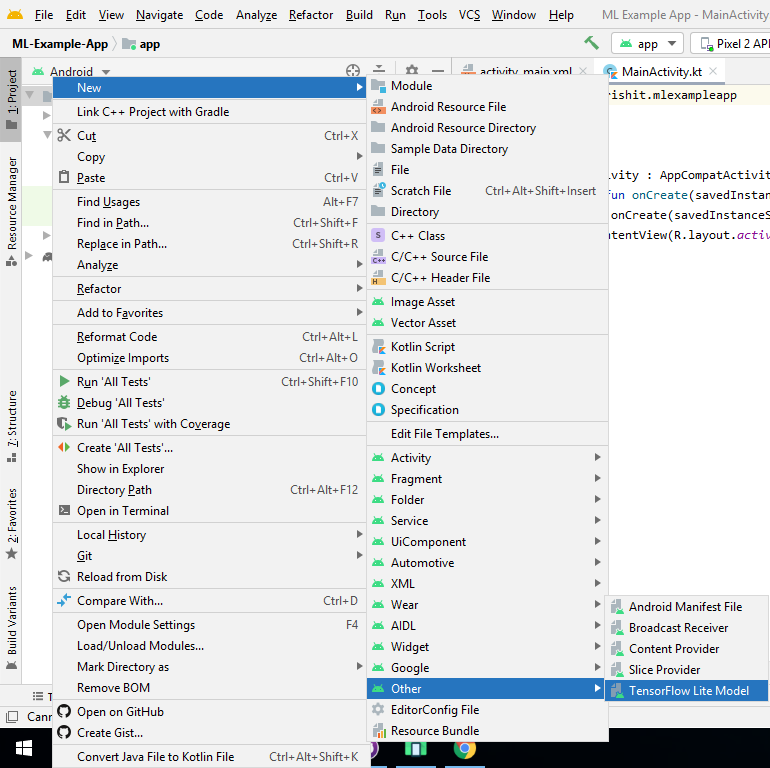 File Edit View Navigate Code Analyze Refactor Build Run Tools VCS Window Help ML Example App - MainActivity
ML-Example-App app app Pixel 2 AP
Android activity_main.xml MainActivity.kt
1: Project
Resource Manager
7: Structure
2: Favorites
Build Variants
New
Link C++ Project with Gradle
Cut Ctrl+X
Copy
Paste Ctrl+V
Find Usages Alt+F7
Find in Path... Ctrl+Shift+F
Replace in Path... Ctrl+Shift+R
Analyze
Refactor
Add to Favorites
Reformat Code Ctrl+Alt+L
Optimize Imports Ctrl+Alt+O
Run 'All Tests' Ctrl+Shift+F10
Debug 'All Tests'
Run 'All Tests' with Coverage
Create 'All Tests'...
Show in Explorer
Directory Path Ctrl+Alt+F12
Open in Terminal
Local History
Git
Reload from Disk
Compare With... Ctrl+D
Open Module Settings F4
Load/Unload Modules...
Mark Directory as
Remove BOM
Open on GitHub
Create Gist...
Convert Java File to Kotlin File Ctrl+Alt+Shift+K
Module
Android Resource File
Android Resource Directory
Sample Data Directory
File
Scratch File Ctrl+Alt+Shift+Insert
Directory
S C++ Class
C++ C/C++ Source File
H C/C++ Header File
Image Asset
Vector Asset
Kotlin Script
Kotlin Worksheet
Concept
Specification
Edit File Templates...
Activity
Fragment
Folder
Service
UiComponent
Automotive
XML
Wear
AIDL
Widget
Google
Other
EditorConfig File
Resource Bundle
Android Manifest File
Broadcast Receiver
Content Provider
Slice Provider
TensorFlow Lite Model
rishit.mlexampleapp
ivity : AppCompatActivit
fun onCreate(savedInstan
onCreate(savedInstanceS
ntentView(R.layout.activ
T
Cann